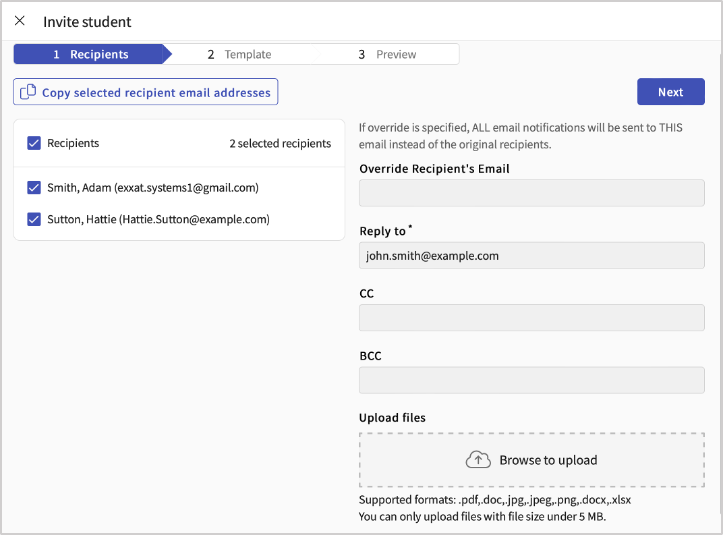 Invite student
1 Recipients
2 Template
3 Preview
Copy selected recipient email addresses
Next
Recipients
2 selected recipients
Smith, Adam (exxat.systems1@gmail.com)
Sutton, Hattie (Hattie.Sutton@example.com)
If override is specified, ALL email notifications will be sent to THIS
email instead of the original recipients.
Override Recipient's Email
Reply to *
john.smith@example.com
CC
BCC
Upload files
Browse to upload
Supported formats: .pdf,.doc,.jpg,.jpeg,.png,.docx,.xlsx
You can only upload files with file size under 5 MB.